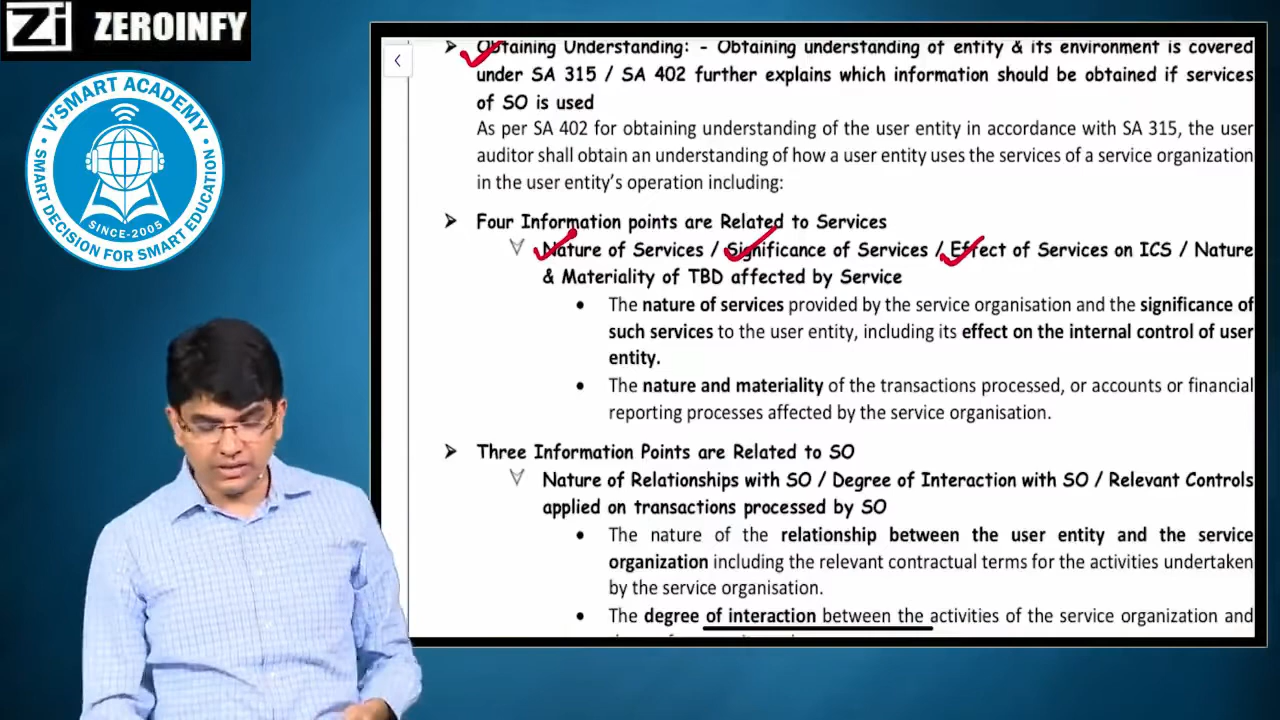 Zi ZEROINFY
V'SMART ACADEMY
SMART DECISION FOR SMART EDUCATION
SINCE-2005
Obtaining Understanding: - Obtaining understanding of entity & its environment is covered
under SA 315 / SA 402 further explains which information should be obtained if services
of SO is used
As per SA 402 for obtaining understanding of the user entity in accordance with SA 315, the user
auditor shall obtain an understanding of how a user entity uses the services of a service organization
in the user entity's operation including:
Four Information points are Related to Services
Nature of Services / Significance of Services / Effect of Services on ICS / Nature
& Materiality of TBD affected by Service
The nature of services provided by the service organisation and the significance of
such services to the user entity, including its effect on the internal control of user
entity.
The nature and materiality of the transactions processed, or accounts or financial
reporting processes affected by the service organisation.
Three Information Points are Related to SO
Nature of Relationships with SO / Degree of Interaction with SO / Relevant Controls
applied on transactions processed by SO
The nature of the relationship between the user entity and the service
organization including the relevant contractual terms for the activities undertaken
by the service organisation.
The degree of interaction between the activities of the service organization and